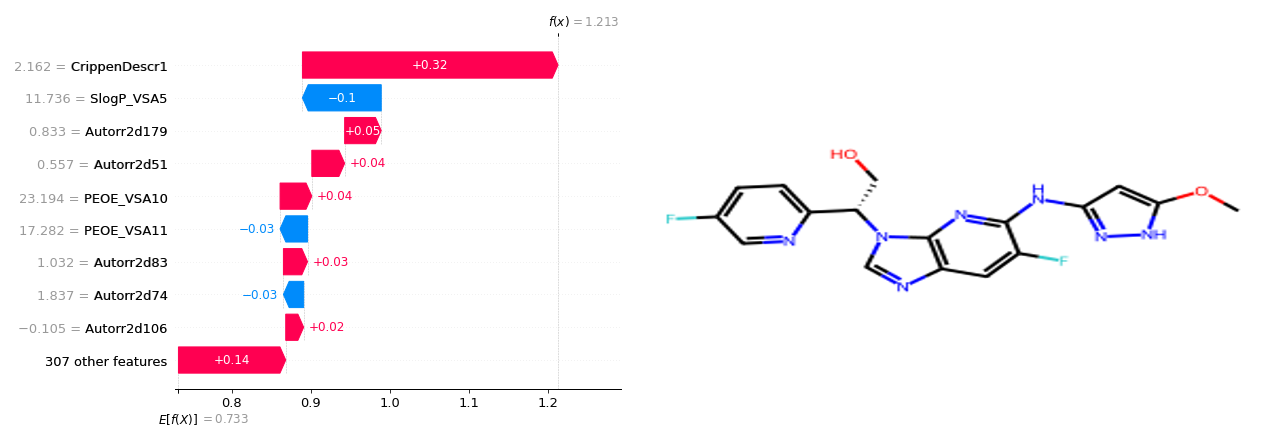 f(x) = 1.213
2.162 = CrippenDescr1
+0.32
11.736 = SlogP_VSA5
−0.1
0.833 = Autorr2d179
+0.05
0.557 = Autorr2d51
+0.04
23.194 = PEOE_VSA10
+0.04
17.282 = PEOE_VSA11
−0.03
1.032 = Autorr2d83
+0.03
1.837 = Autorr2d74
−0.03
−0.105 = Autorr2d106
+0.02
307 other features
+0.14
0.8 0.9 1.0 1.1 1.2
E[f(X)] = 0.733
HO
F
N
N
N
N
H
N
F
N
NH
O